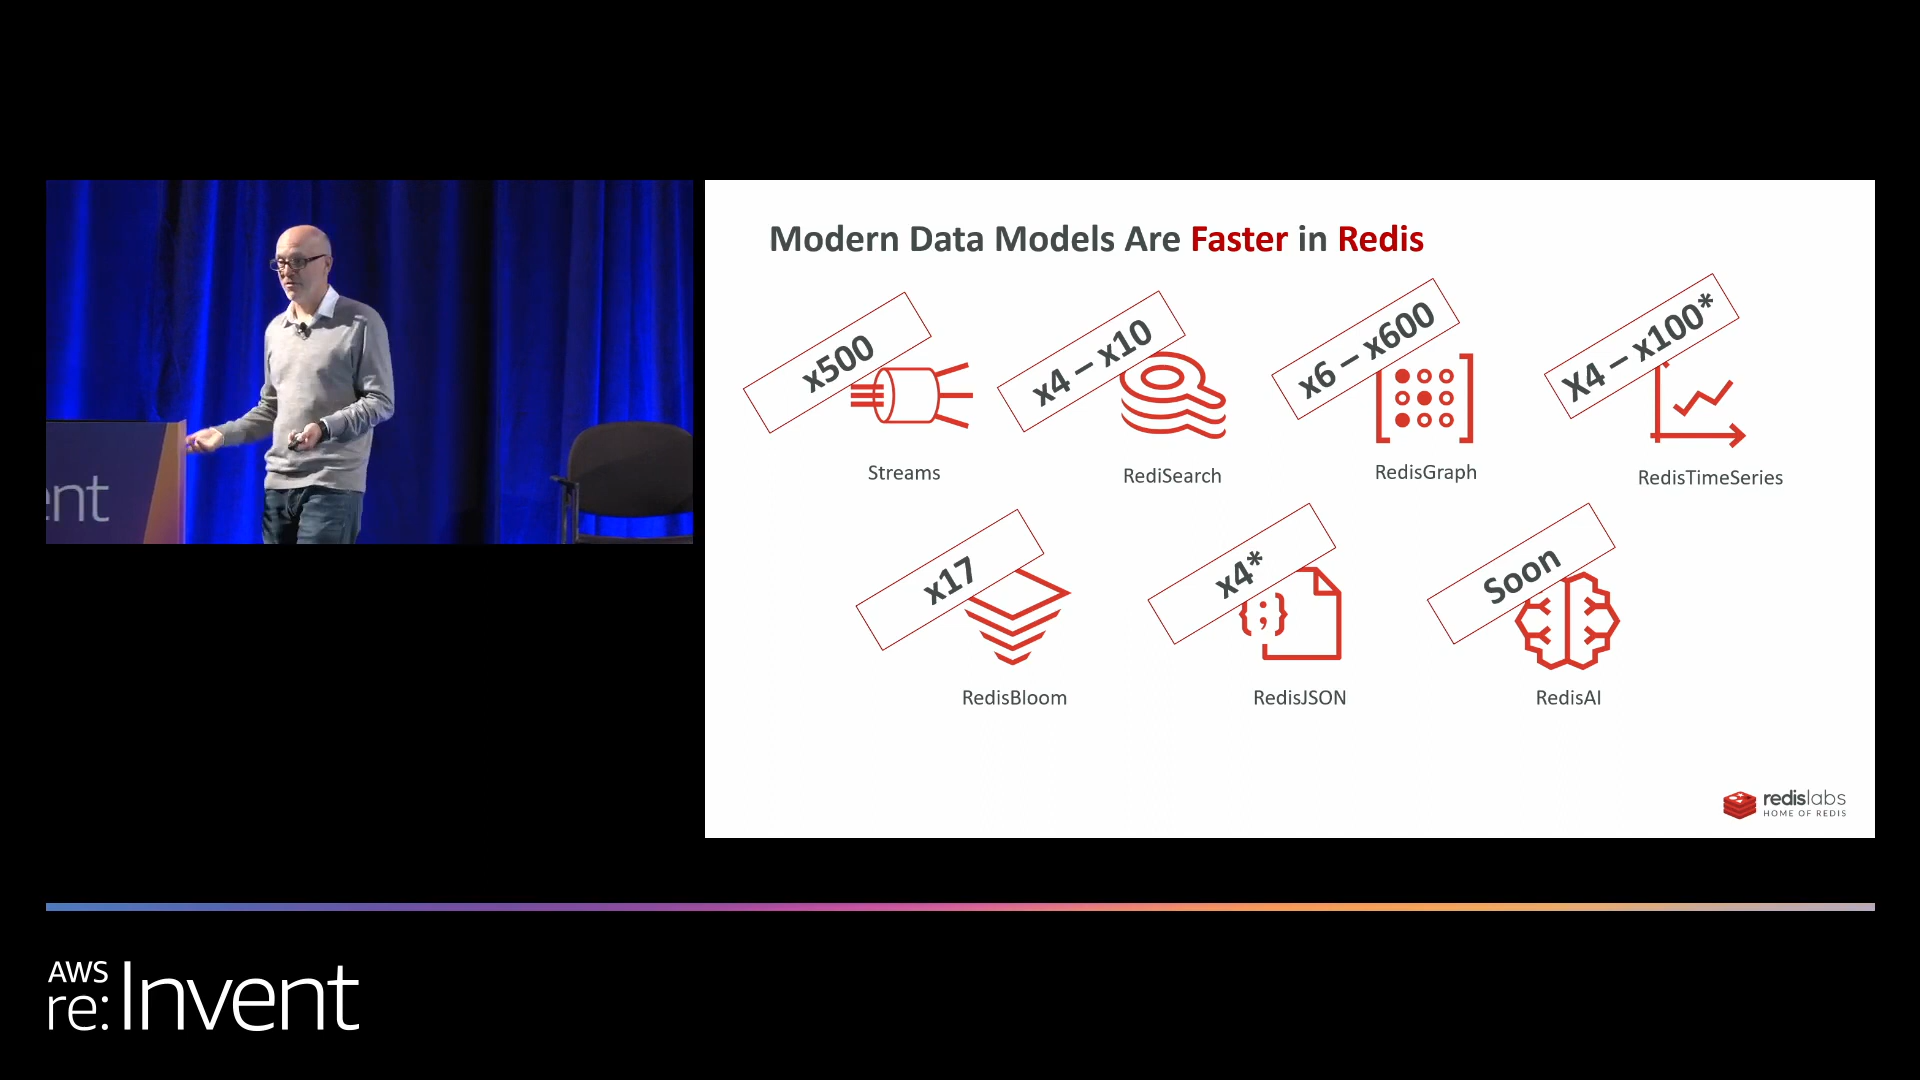 Modern Data Models Are Faster in Redis
x500
x4 – x10
x6 – x600
X4 – x100*
Streams
RediSearch
RedisGraph
RedisTimeSeries
x17
x4*
Soon
{;}
RedisBloom
RedisJSON
RedisAI
ent
redislabs
HOME OF REDIS
AWS
re:Invent